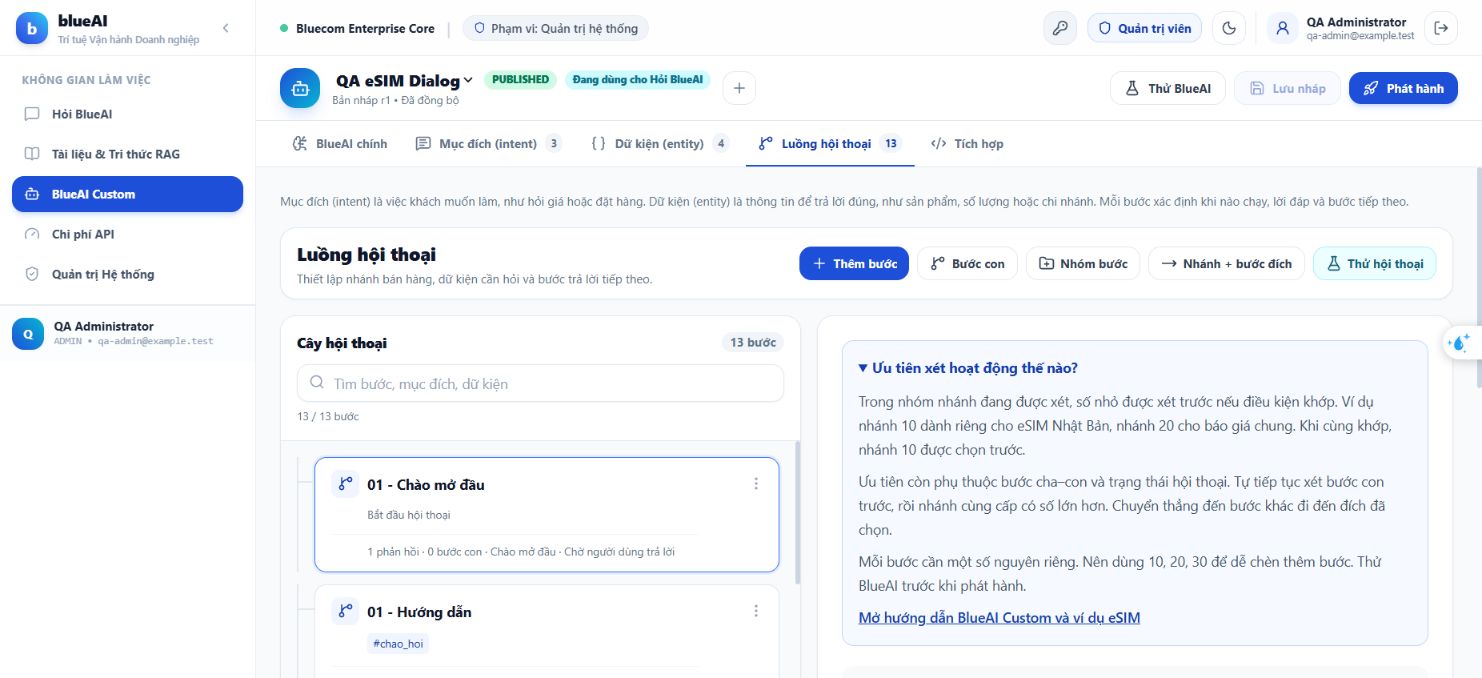 b
blueAI
Trí tuệ Vận hành Doanh nghiệp
KHÔNG GIAN LÀM VIỆC
Hỏi BlueAI
Tài liệu & Tri thức RAG
BlueAI Custom
Chi phí API
Quản trị Hệ thống
Q
QA Administrator
ADMIN • qa-admin@example.test
Bluecom Enterprise Core
Phạm vi: Quản trị hệ thống
Quản trị viên
QA Administrator
qa-admin@example.test
QA eSIM Dialog
PUBLISHED
Đang dùng cho Hỏi BlueAI
Bản nháp r1 • Đã đồng bộ
Thử BlueAI
Lưu nháp
Phát hành
BlueAI chính
Mục đích (intent) 3
Dữ kiện (entity) 4
Luồng hội thoại 13
Tích hợp
Mục đích (intent) là việc khách muốn làm, như hỏi giá hoặc đặt hàng. Dữ kiện (entity) là thông tin để trả lời đúng, như sản phẩm, số lượng hoặc chi nhánh. Mỗi bước xác định khi nào chạy, lời đáp và bước tiếp theo.
Luồng hội thoại
Thiết lập nhánh bán hàng, dữ kiện cần hỏi và bước trả lời tiếp theo.
Thêm bước
Bước con
Nhóm bước
Nhánh + bước đích
Thử hội thoại
Cây hội thoại
13 bước
Tìm bước, mục đích, dữ kiện
13 / 13 bước
01 - Chào mở đầu
Bắt đầu hội thoại
1 phản hồi · 0 bước con · Chào mở đầu · Chờ người dùng trả lời
01 - Hướng dẫn
#chao_hoi
▼ Ưu tiên xét hoạt động thế nào?
Trong nhóm nhánh đang được xét, số nhỏ được xét trước nếu điều kiện khớp. Ví dụ
nhánh 10 dành riêng cho eSIM Nhật Bản, nhánh 20 cho báo giá chung. Khi cùng khớp,
nhánh 10 được chọn trước.
Ưu tiên còn phụ thuộc bước cha–con và trạng thái hội thoại. Tự tiếp tục xét bước con
trước, rồi nhánh cùng cấp có số lớn hơn. Chuyển thẳng đến bước khác đi đến đích đã
chọn.
Mỗi bước cần một số nguyên riêng. Nên dùng 10, 20, 30 để dễ chèn thêm bước. Thử
BlueAI trước khi phát hành.
Mở hướng dẫn BlueAI Custom và ví dụ eSIM